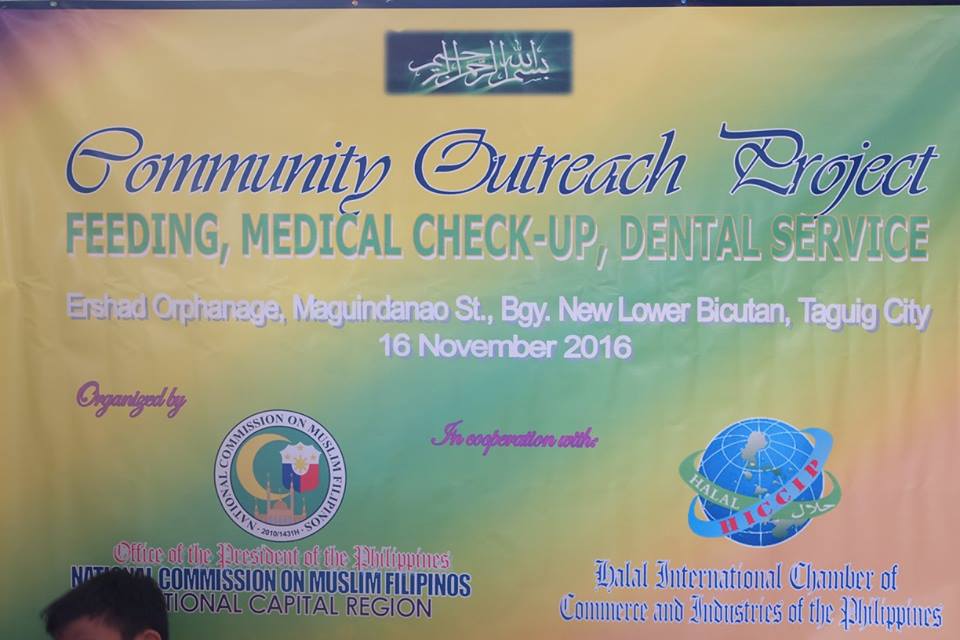 بسم الله الرحمن الرحيم
Community Outreach Project
FEEDING, MEDICAL CHECK-UP, DENTAL SERVICE
Ershad Orphanage, Maguindanao St., Bgy. New Lower Bicutan, Taguig City
16 November 2016
Organized by
In cooperation with:
NATIONAL COMMISSION ON MUSLIM FILIPINOS
- 2010/1431H -
HALAL
HICCIP
حلال
Office of the President of the Philippines
COMMISSION ON MUSLIM FILIPINOS
CAPITAL REGION
Halal International Chamber of
Commerce and Industries of the Philippines